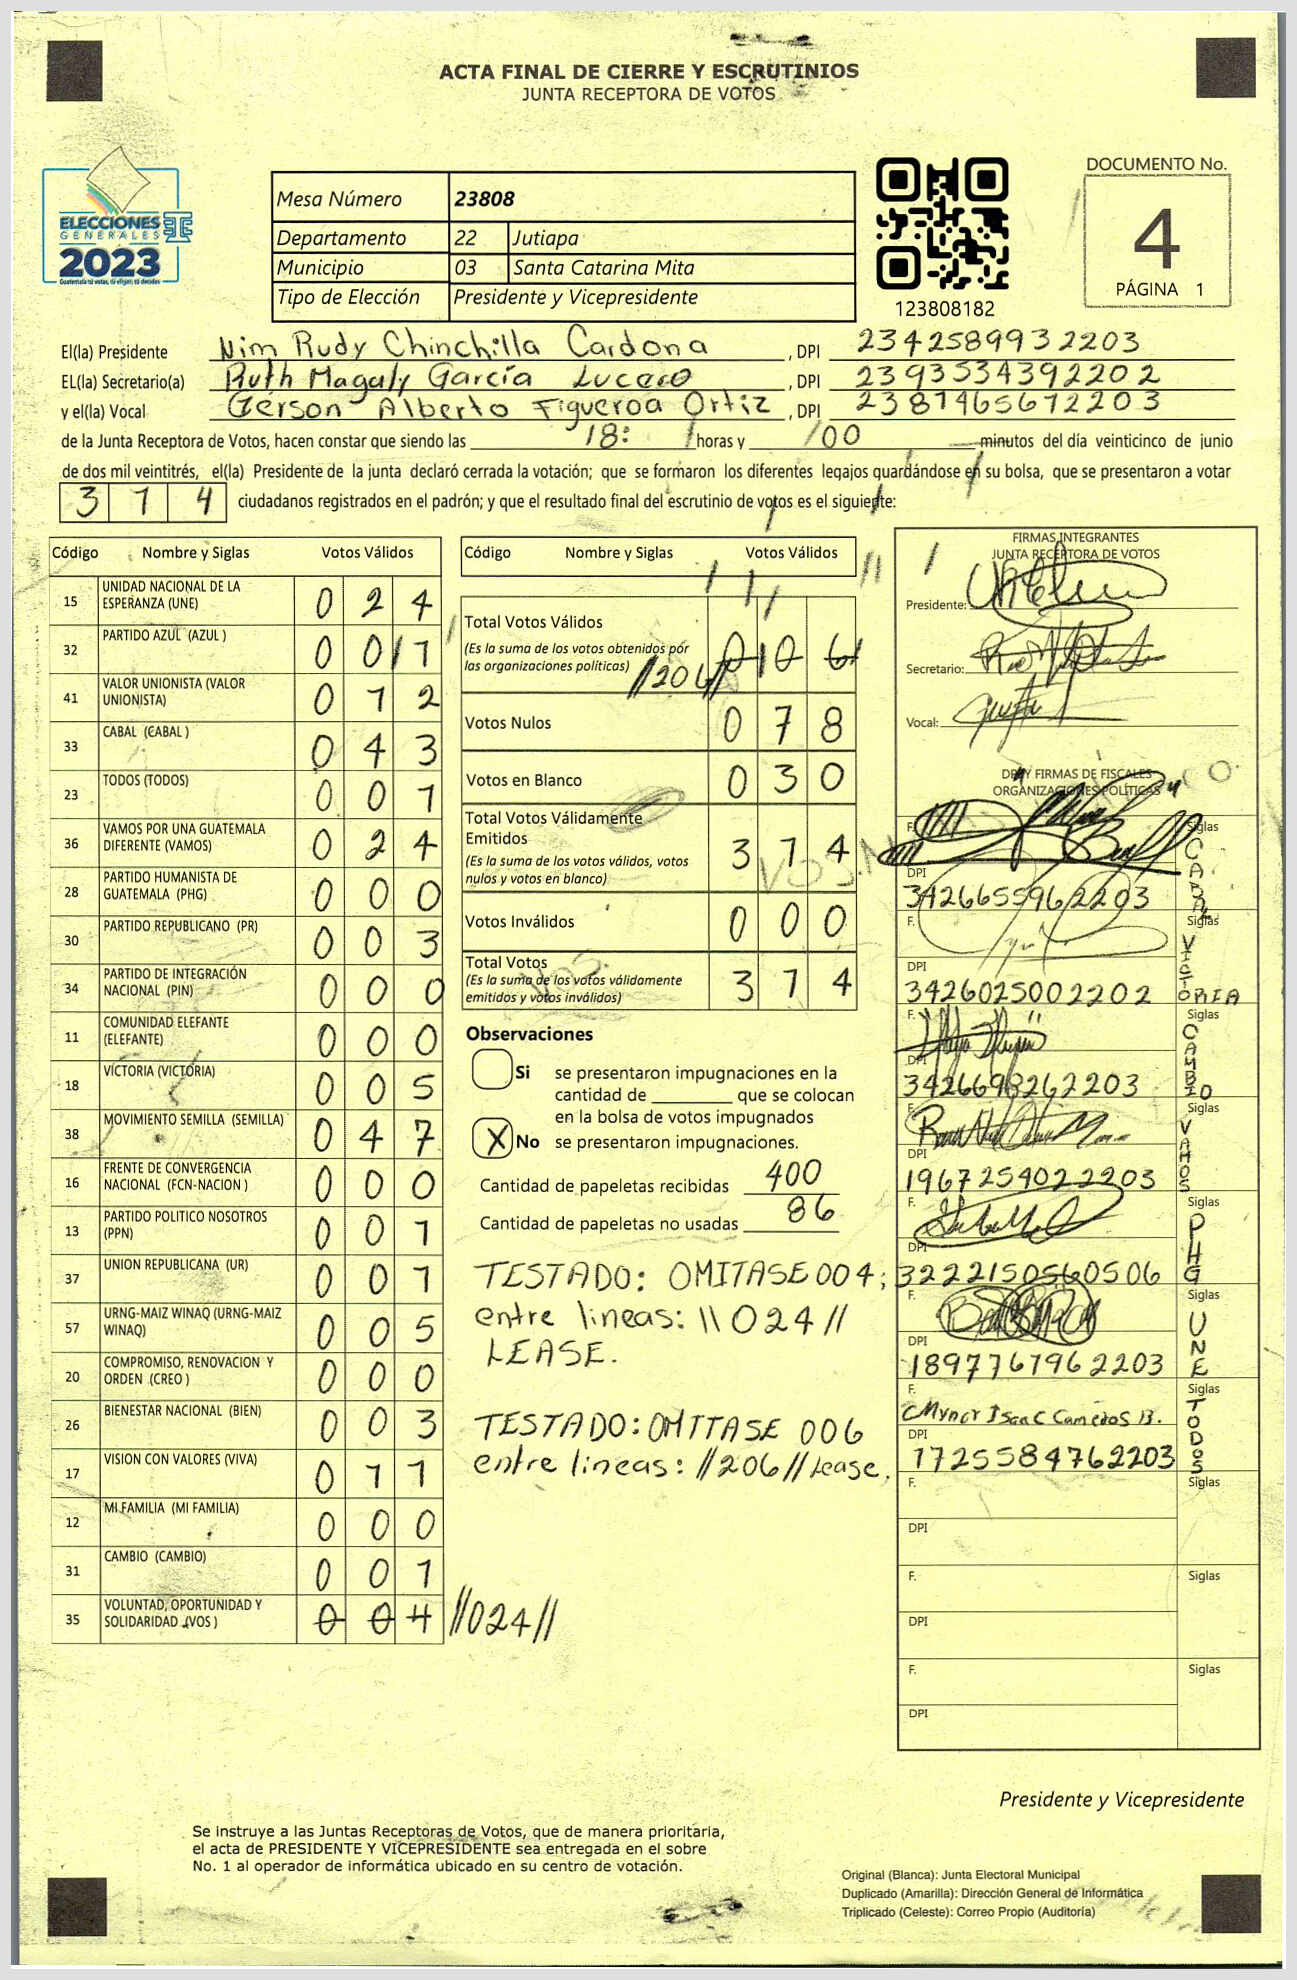 ACTA FINAL DE CIERRE Y ESCRUTINIOS
JUNTA RECEPTORA DE VOTOS
ELECCIONES
GENERALES
2023
Guatemala tú votas, tú eliges, tú decides
TSE
Mesa Número 23808
Departamento 22 Jutiapa
Municipio 03 Santa Catarina Mita
Tipo de Elección Presidente y Vicepresidente
123808182
DOCUMENTO No.
4
PÁGINA 1
El(la) Presidente Nim Rudy Chinchilla Cardona , DPI 2342589932203
EL(la) Secretario(a) Ruth Magaly García Lucero , DPI 2393534392202
y el(la) Vocal Gerson Alberto Figueroa Ortiz , DPI 2387465672203
de la Junta Receptora de Votos, hacen constar que siendo las 18: horas y /00 minutos del día veinticinco de junio
de dos mil veintitrés, el(la) Presidente de la junta declaró cerrada la votación; que se formaron los diferentes legajos guardándose en su bolsa, que se presentaron a votar
3 1 4 ciudadanos registrados en el padrón; y que el resultado final del escrutinio de votos es el siguiente:
Código Nombre y Siglas Votos Válidos
15 UNIDAD NACIONAL DE LA ESPERANZA (UNE) 0 2 4
32 PARTIDO AZUL (AZUL ) 0 0 1
41 VALOR UNIONISTA (VALOR UNIONISTA) 0 1 2
33 CABAL (CABAL ) 0 4 3
23 TODOS (TODOS) 0 0 1
36 VAMOS POR UNA GUATEMALA DIFERENTE (VAMOS) 0 2 4
28 PARTIDO HUMANISTA DE GUATEMALA (PHG) 0 0 0
30 PARTIDO REPUBLICANO (PR) 0 0 3
34 PARTIDO DE INTEGRACIÓN NACIONAL (PIN) 0 0 0
11 COMUNIDAD ELEFANTE (ELEFANTE) 0 0 0
18 VICTORIA (VICTORIA) 0 0 5
38 MOVIMIENTO SEMILLA (SEMILLA) 0 4 7
16 FRENTE DE CONVERGENCIA NACIONAL (FCN-NACION ) 0 0 0
13 PARTIDO POLITICO NOSOTROS (PPN) 0 0 1
37 UNION REPUBLICANA (UR) 0 0 1
57 URNG-MAIZ WINAQ (URNG-MAIZ WINAQ) 0 0 5
20 COMPROMISO, RENOVACION Y ORDEN (CREO ) 0 0 0
26 BIENESTAR NACIONAL (BIEN) 0 0 3
17 VISION CON VALORES (VIVA) 0 1 1
12 MI FAMILIA (MI FAMILIA) 0 0 0
31 CAMBIO (CAMBIO) 0 0 1
35 VOLUNTAD, OPORTUNIDAD Y SOLIDARIDAD (VOS ) 0 0 4 //024//
Código Nombre y Siglas Votos Válidos
Total Votos Válidos
(Es la suma de los votos obtenidos por las organizaciones políticas) //206// 0 0 6
Votos Nulos 0 7 8
Votos en Blanco 0 3 0
Total Votos Válidamente Emitidos
(Es la suma de los votos válidos, votos nulos y votos en blanco) 3 1 4
Votos Inválidos 0 0 0
Total Votos
(Es la suma de los votos válidamente emitidos y votos inválidos) 3 1 4
Observaciones
Si se presentaron impugnaciones en la
cantidad de ________ que se colocan
en la bolsa de votos impugnados
X No se presentaron impugnaciones.
Cantidad de papeletas recibidas 400
Cantidad de papeletas no usadas 86
TESTADO: OMITASE 004;
entre lineas: \\024//
LEASE.
TESTADO: OMITASE 006
entre lineas: //206// Lease.
FIRMAS INTEGRANTES
JUNTA RECEPTORA DE VOTOS
Presidente:
Secretario:
Vocal:
DPI Y FIRMAS DE FISCALES
ORGANIZACIONES POLÍTICAS
F. Siglas CABAL
DPI 3426655962203
F. Siglas VICTORIA
DPI 3426025002202
F. Siglas CAMBIO
DPI 3426698262203
F. Siglas VAMOS
DPI 1967254022203
F. Siglas PHG
DPI 3222150560506
F. Siglas UNE
DPI 1897767962203
F. Isaac Siglas TODOS
DPI 1725584762203
F. Siglas
DPI
F. Siglas
DPI
F. Siglas
DPI
Presidente y Vicepresidente
Se instruye a las Juntas Receptoras de Votos, que de manera prioritaria,
el acta de PRESIDENTE Y VICEPRESIDENTE sea entregada en el sobre
No. 1 al operador de informática ubicado en su centro de votación.
Original (Blanca): Junta Electoral Municipal
Duplicado (Amarilla): Dirección General de Informática
Triplicado (Celeste): Correo Propio (Auditoría)